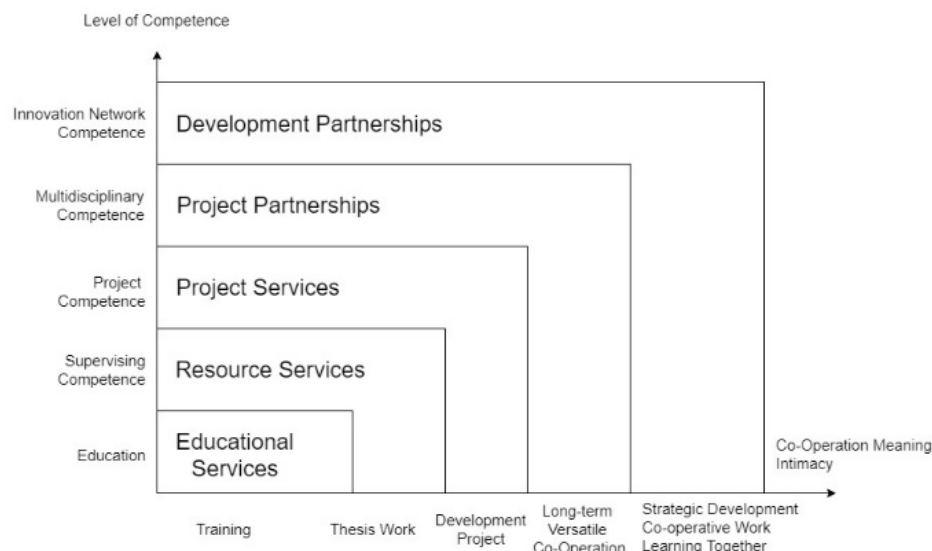 Level of Competence
Innovation Network
Competence
Development Partnerships
Multidisciplinary
Competence
Project Partnerships
Project
Competence
Project Services
Supervising
Competence
Resource Services
Education
Educational
Services
Co-Operation Meaning
Intimacy
Training
Thesis Work
Development
Project
Long-term
Versatile
Co-Operation
Strategic Development
Co-operative Work
Learning Together